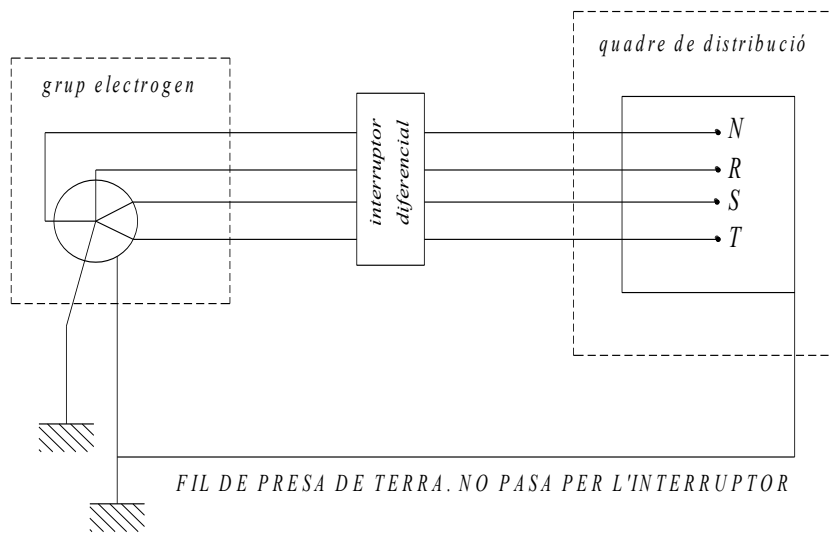 quadre de distribució
grup electrogen
interruptor
diferencial
N
R
S
T
FIL DE PRESA DE TERRA. NO PASA PER L'INTERRUPTOR